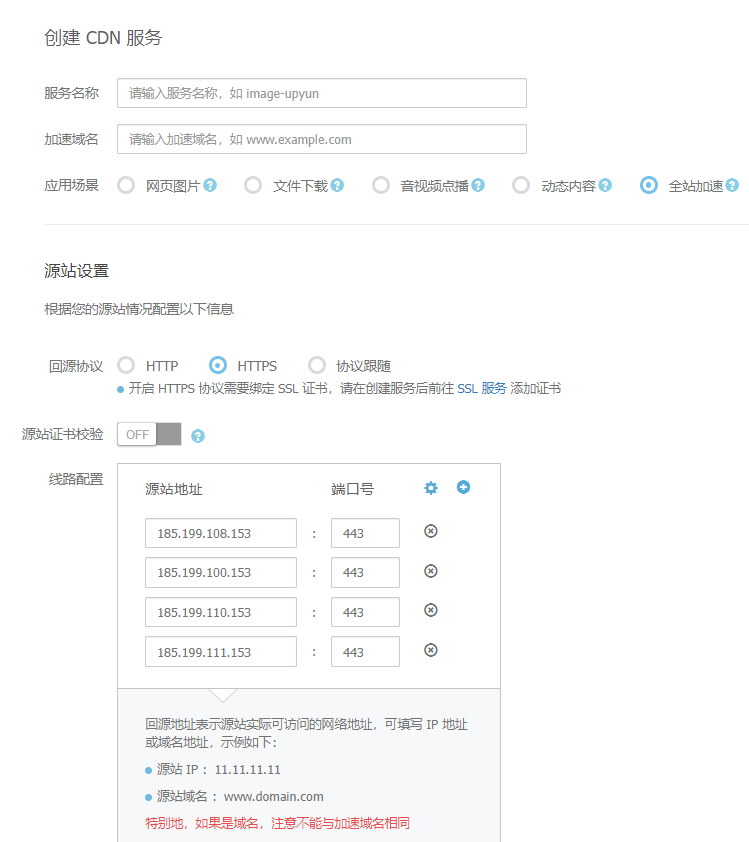 创建 CDN 服务
服务名称 请输入服务名称，如 image-upyun
加速域名 请输入加速域名，如 www.example.com
应用场景 网页图片 ? 文件下载 ? 音视频点播 ? 动态内容 ? 全站加速 ?
源站设置
根据您的源站情况配置以下信息
回源协议 HTTP HTTPS 协议跟随
开启 HTTPS 协议需要绑定 SSL 证书，请在创建服务后前往 SSL 服务 添加证书
源站证书校验 OFF ?
线路配置 源站地址 端口号
185.199.108.153 : 443
185.199.100.153 : 443
185.199.110.153 : 443
185.199.111.153 : 443
回源地址表示源站实际可访问的网络地址，可填写 IP 地址
或域名地址，示例如下：
源站 IP ：11.11.11.11
源站域名 ：www.domain.com
特别地，如果是域名，注意不能与加速域名相同